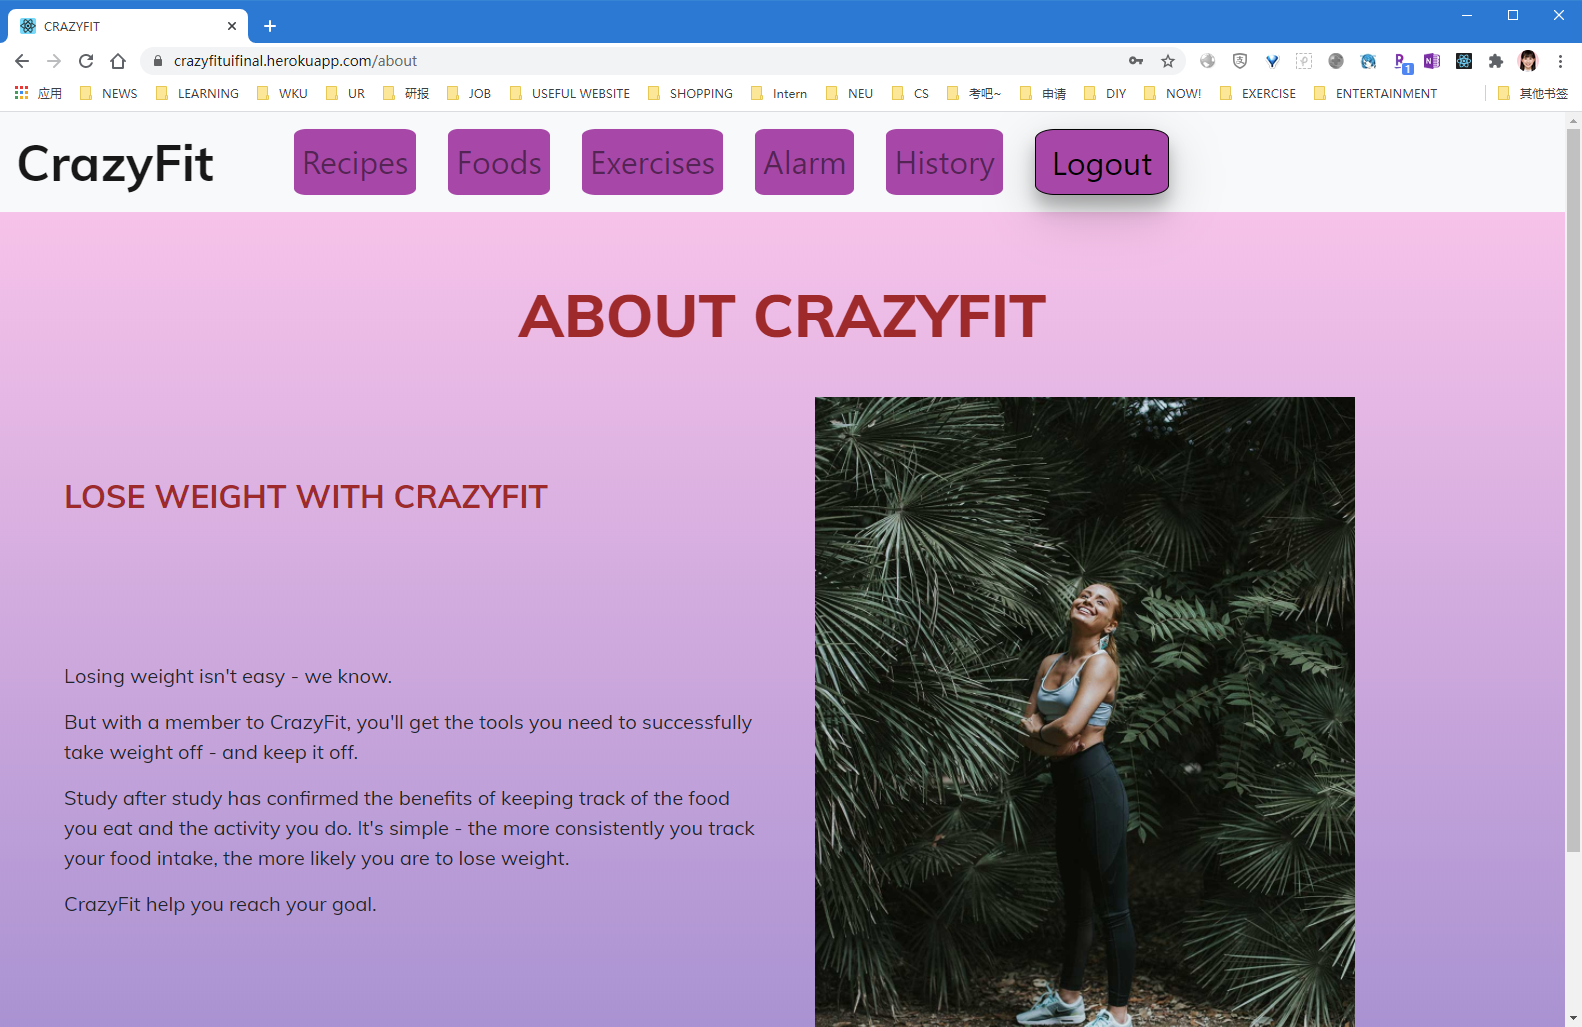 CRAZYFIT
crazyfituifinal.herokuapp.com/about
应用 NEWS LEARNING WKU UR 研报 JOB USEFUL WEBSITE SHOPPING Intern NEU CS 考吧~ 申请 DIY NOW! EXERCISE ENTERTAINMENT 其他书签
CrazyFit Recipes Foods Exercises Alarm History Logout
ABOUT CRAZYFIT
LOSE WEIGHT WITH CRAZYFIT
Losing weight isn't easy - we know.
But with a member to CrazyFit, you'll get the tools you need to successfully
take weight off - and keep it off.
Study after study has confirmed the benefits of keeping track of the food
you eat and the activity you do. It's simple - the more consistently you track
your food intake, the more likely you are to lose weight.
CrazyFit help you reach your goal.